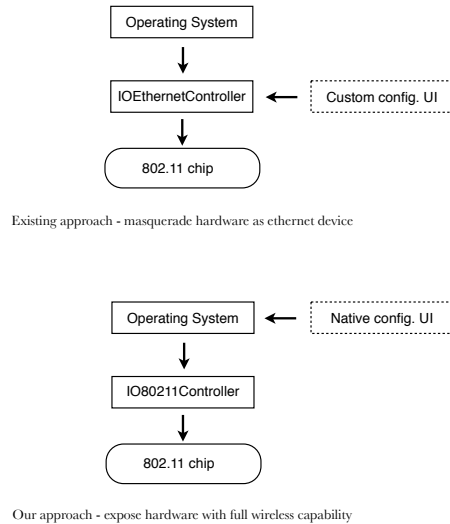 Operating System
IOEthernetController
Custom config. UI
802.11 chip
Existing approach - masquerade hardware as ethernet device
Operating System
Native config. UI
IO80211Controller
802.11 chip
Our approach - expose hardware with full wireless capability